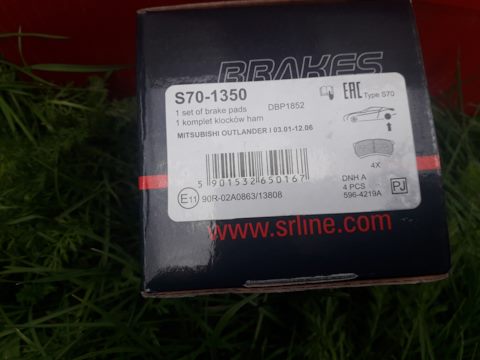 BRAKES
S70-1350
1 set of brake pads DBP1852
1 komplet klocków ham
MITSUBISHI OUTLANDER I 03.01-12.06
EAC Type S70
4X
5 901532 650167
DNH A
4 PCS
596-4219A
PJ
E11 90R-02A0863/13808
www.srline.com